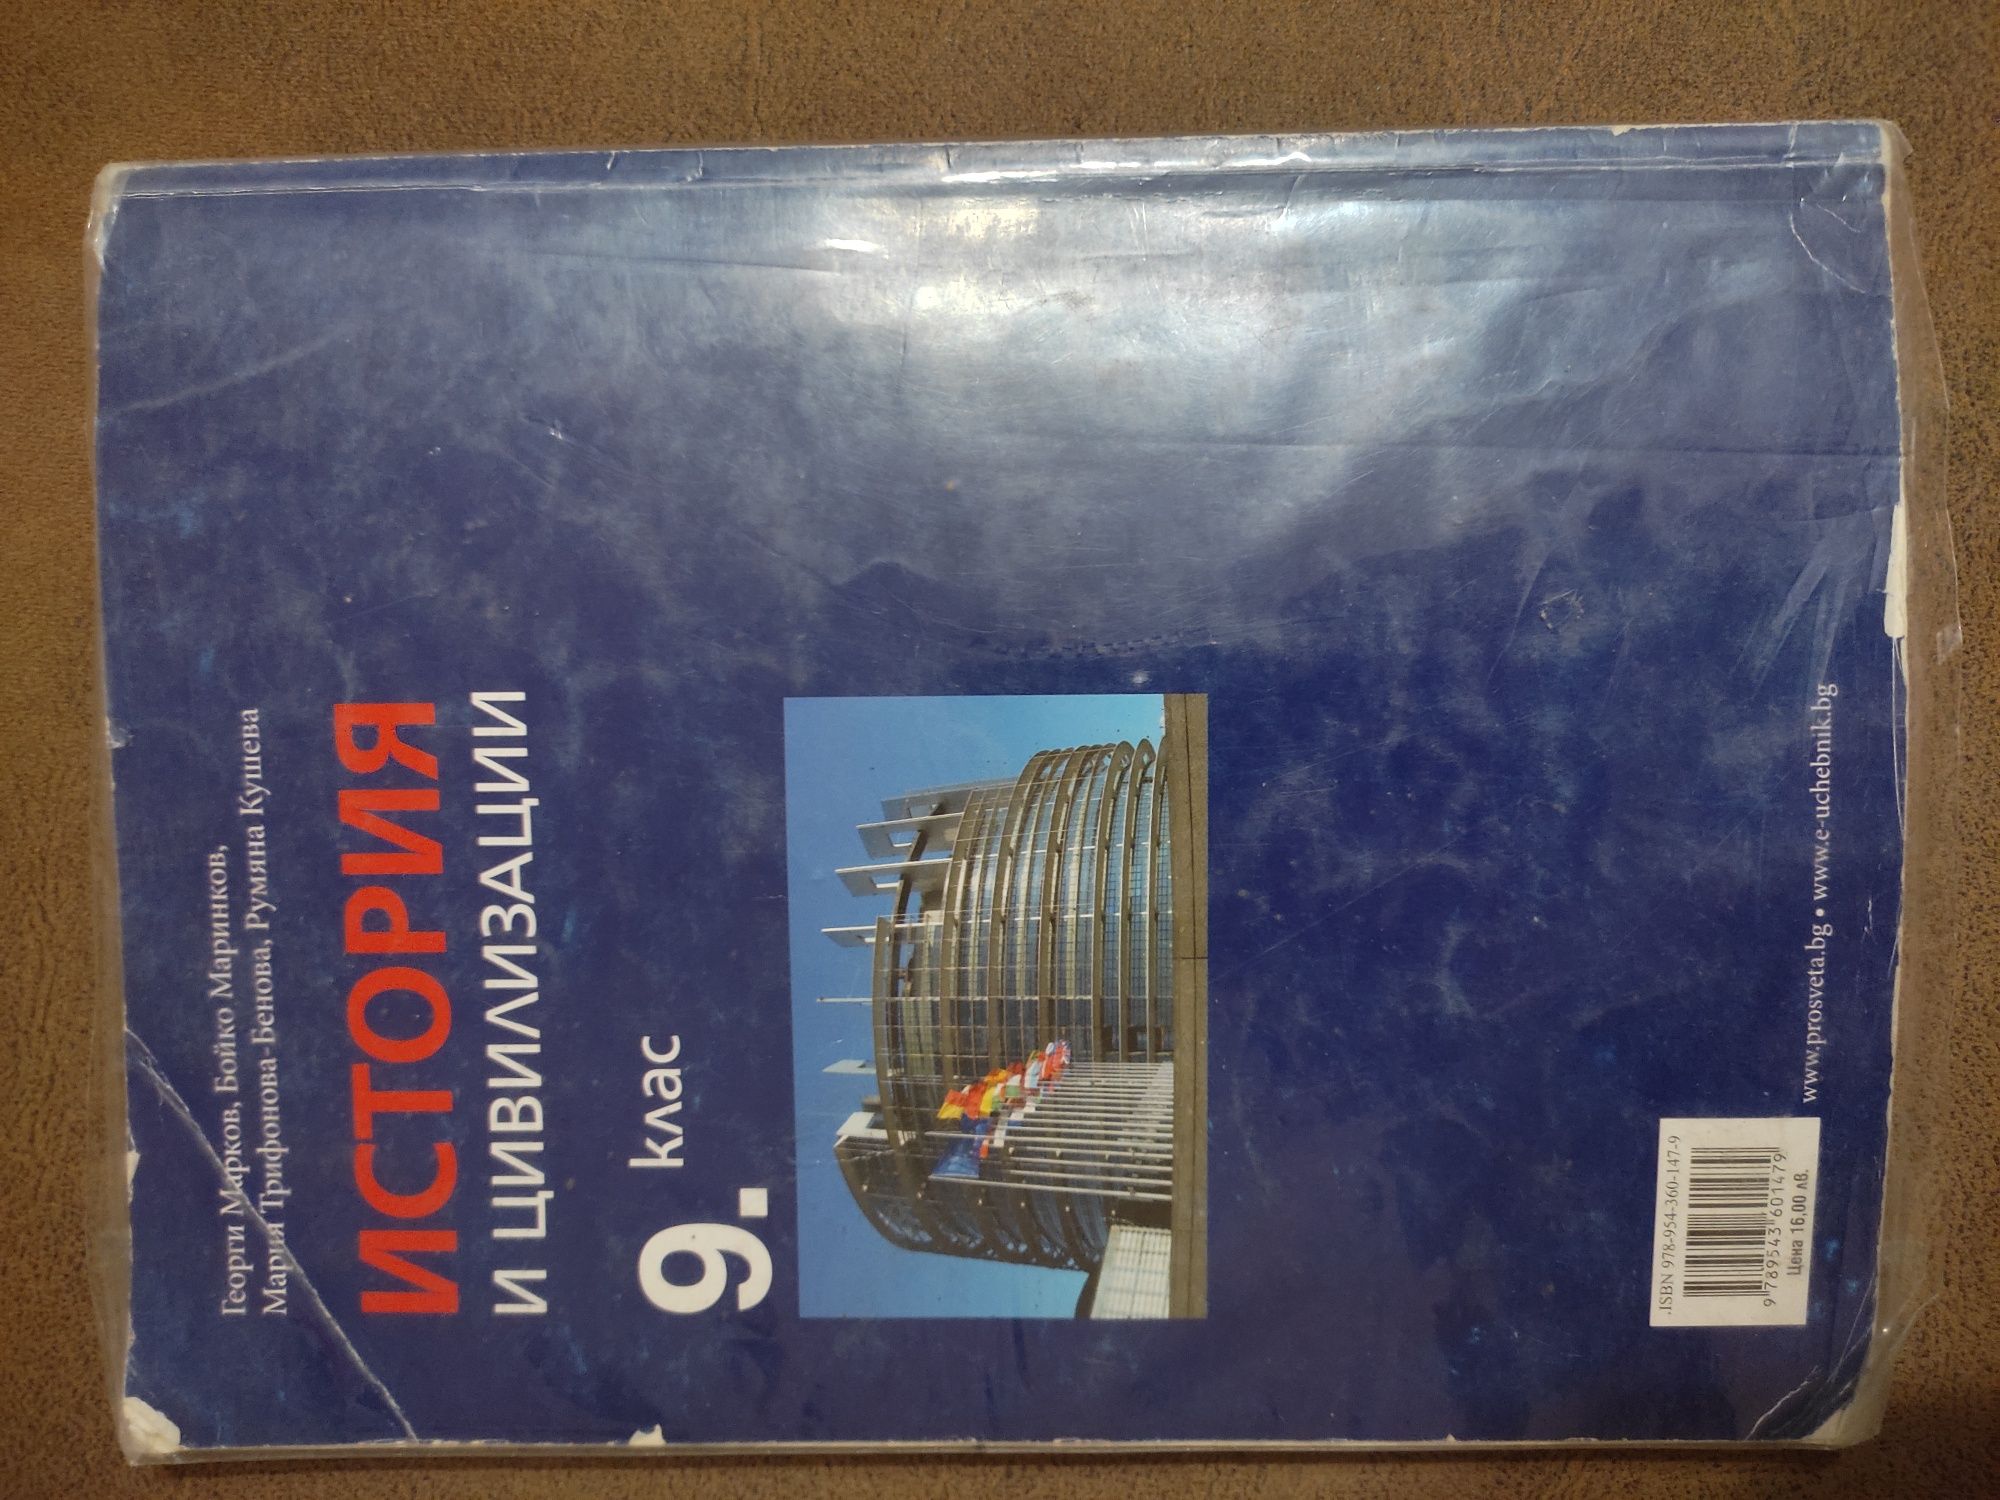 Георги Марков, Бойко Маринков,
Мария Трифонова-Бенова, Румяна Кушева
ИСТОРИЯ
И ЦИВИЛИЗАЦИИ
9. клас
ISBN 978-954-360-147-9
9 789543 601479
Цена 16,00 лв.
www.prosveta.bg • www.e-uchebnik.bg